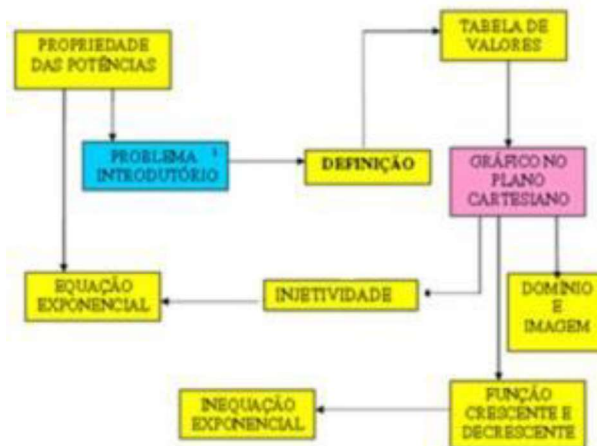 PROPRIEDADE
DAS POTÊNCIAS
TABELA DE
VALORES
PROBLEMA
INTRODUTÓRIO
DEFINIÇÃO
GRÁFICO NO
PLANO
CARTESIANO
EQUAÇÃO
EXPONENCIAL
INJETIVIDADE
DOMÍNIO
E
IMAGEM
INEQUAÇÃO
EXPONENCIAL
FUNÇÃO
CRESCENTE E
DECRESCENTE